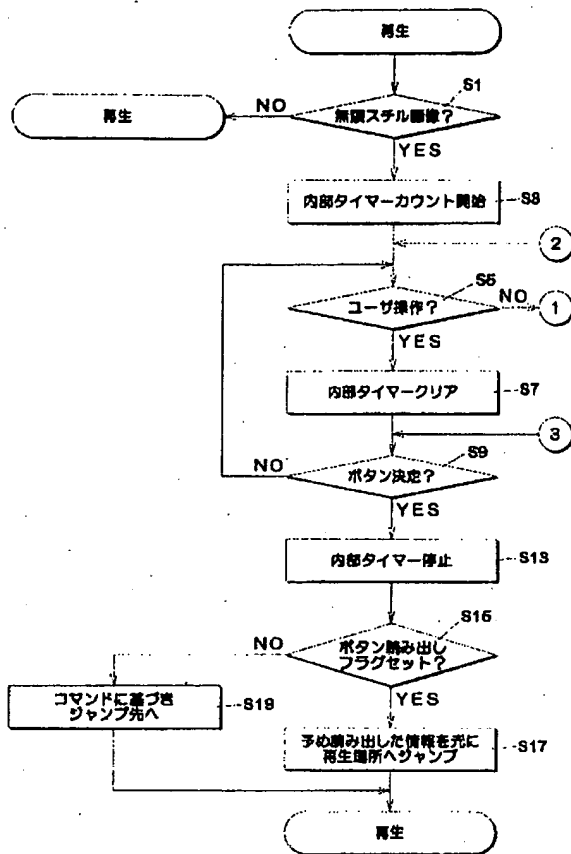 再生
S1
無限スチル画像?
NO
再生
YES
内部タイマーカウント開始
S3
2
S5
ユーザ操作?
NO
1
YES
内部タイマークリア
S7
3
S9
NO
ボタン決定?
YES
内部タイマー停止
S13
S15
NO
ボタン読み出し
フラグセット?
YES
コマンドに基づき
ジャンプ先へ
S19
予め読み出した情報を元に
再生場所へジャンプ
S17
再生